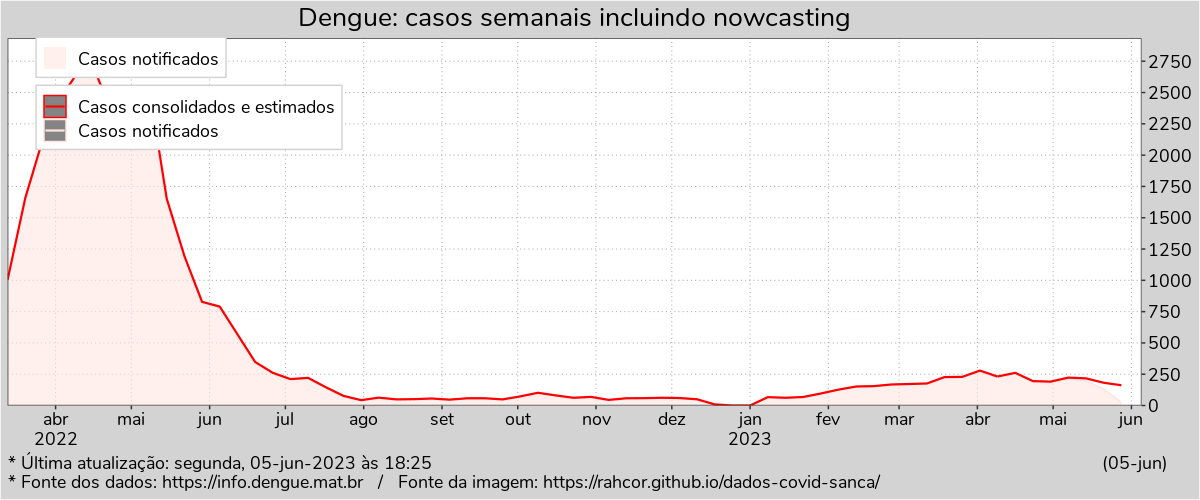 Dengue: casos semanais incluindo nowcasting
Casos notificados
Casos consolidados e estimados
Casos notificados
2750
2500
2250
2000
1750
1500
1250
1000
750
500
250
0
abr mai jun jul ago set out nov dez jan fev mar abr mai jun
2022 2023
* Última atualização: segunda, 05-jun-2023 às 18:25 (05-jun)
* Fonte dos dados: https://info.dengue.mat.br / Fonte da imagem: https://rahcor.github.io/dados-covid-sanca/